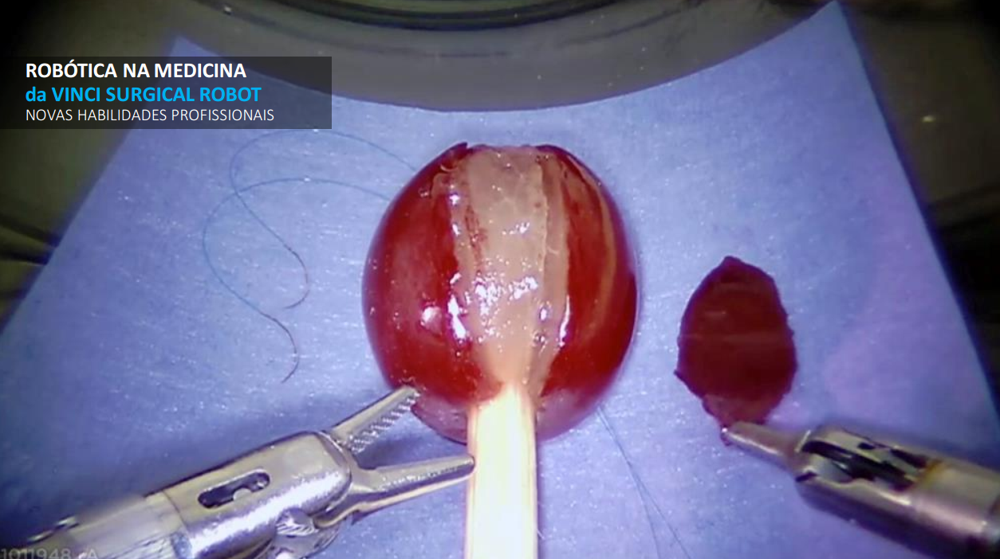 ROBÓTICA NA MEDICINA
da VINCI SURGICAL ROBOT
NOVAS HABILIDADES PROFISSIONAIS